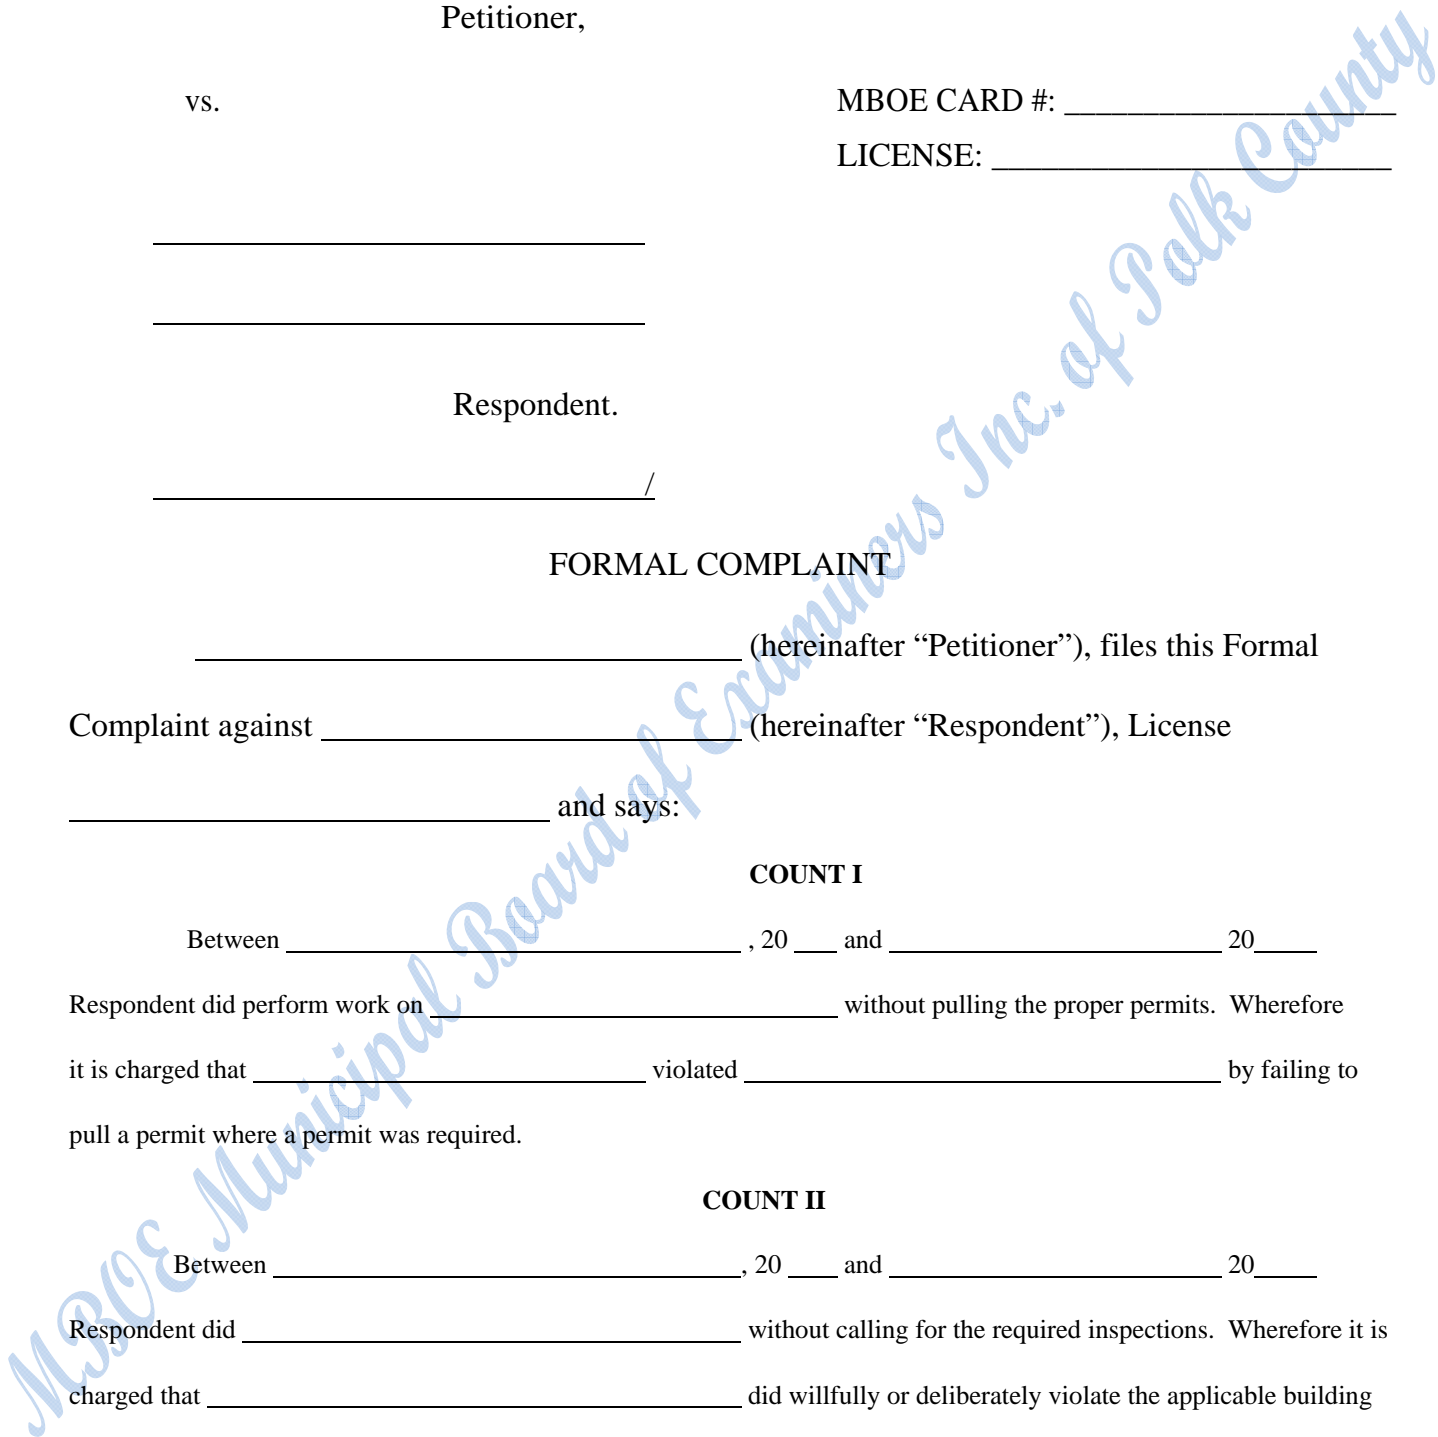 Petitioner,
vs.
MBOE CARD #: _____________________
LICENSE: _________________________
Respondent.
/
FORMAL COMPLAINT
(hereinafter “Petitioner”), files this Formal
Complaint against (hereinafter “Respondent”), License
and says:
COUNT I
Between , 20 and 20
Respondent did perform work on without pulling the proper permits. Wherefore
it is charged that violated by failing to
pull a permit where a permit was required.
COUNT II
Between , 20 and 20
Respondent did without calling for the required inspections. Wherefore it is
charged that did willfully or deliberately violate the applicable building
MBOE Municipal Board of Examiners Inc. of Polk County